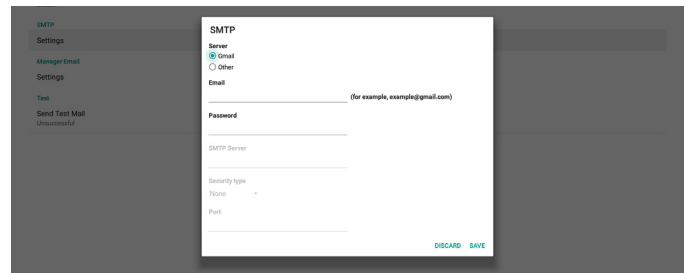 SMTP
Settings
Manager Email
Settings
Test
Send Test Mail
Unsuccessful
SMTP
Server
Gmail
Other
Email
(for example, example@gmail.com)
Password
SMTP Server
Security type
None
Port
DISCARD SAVE